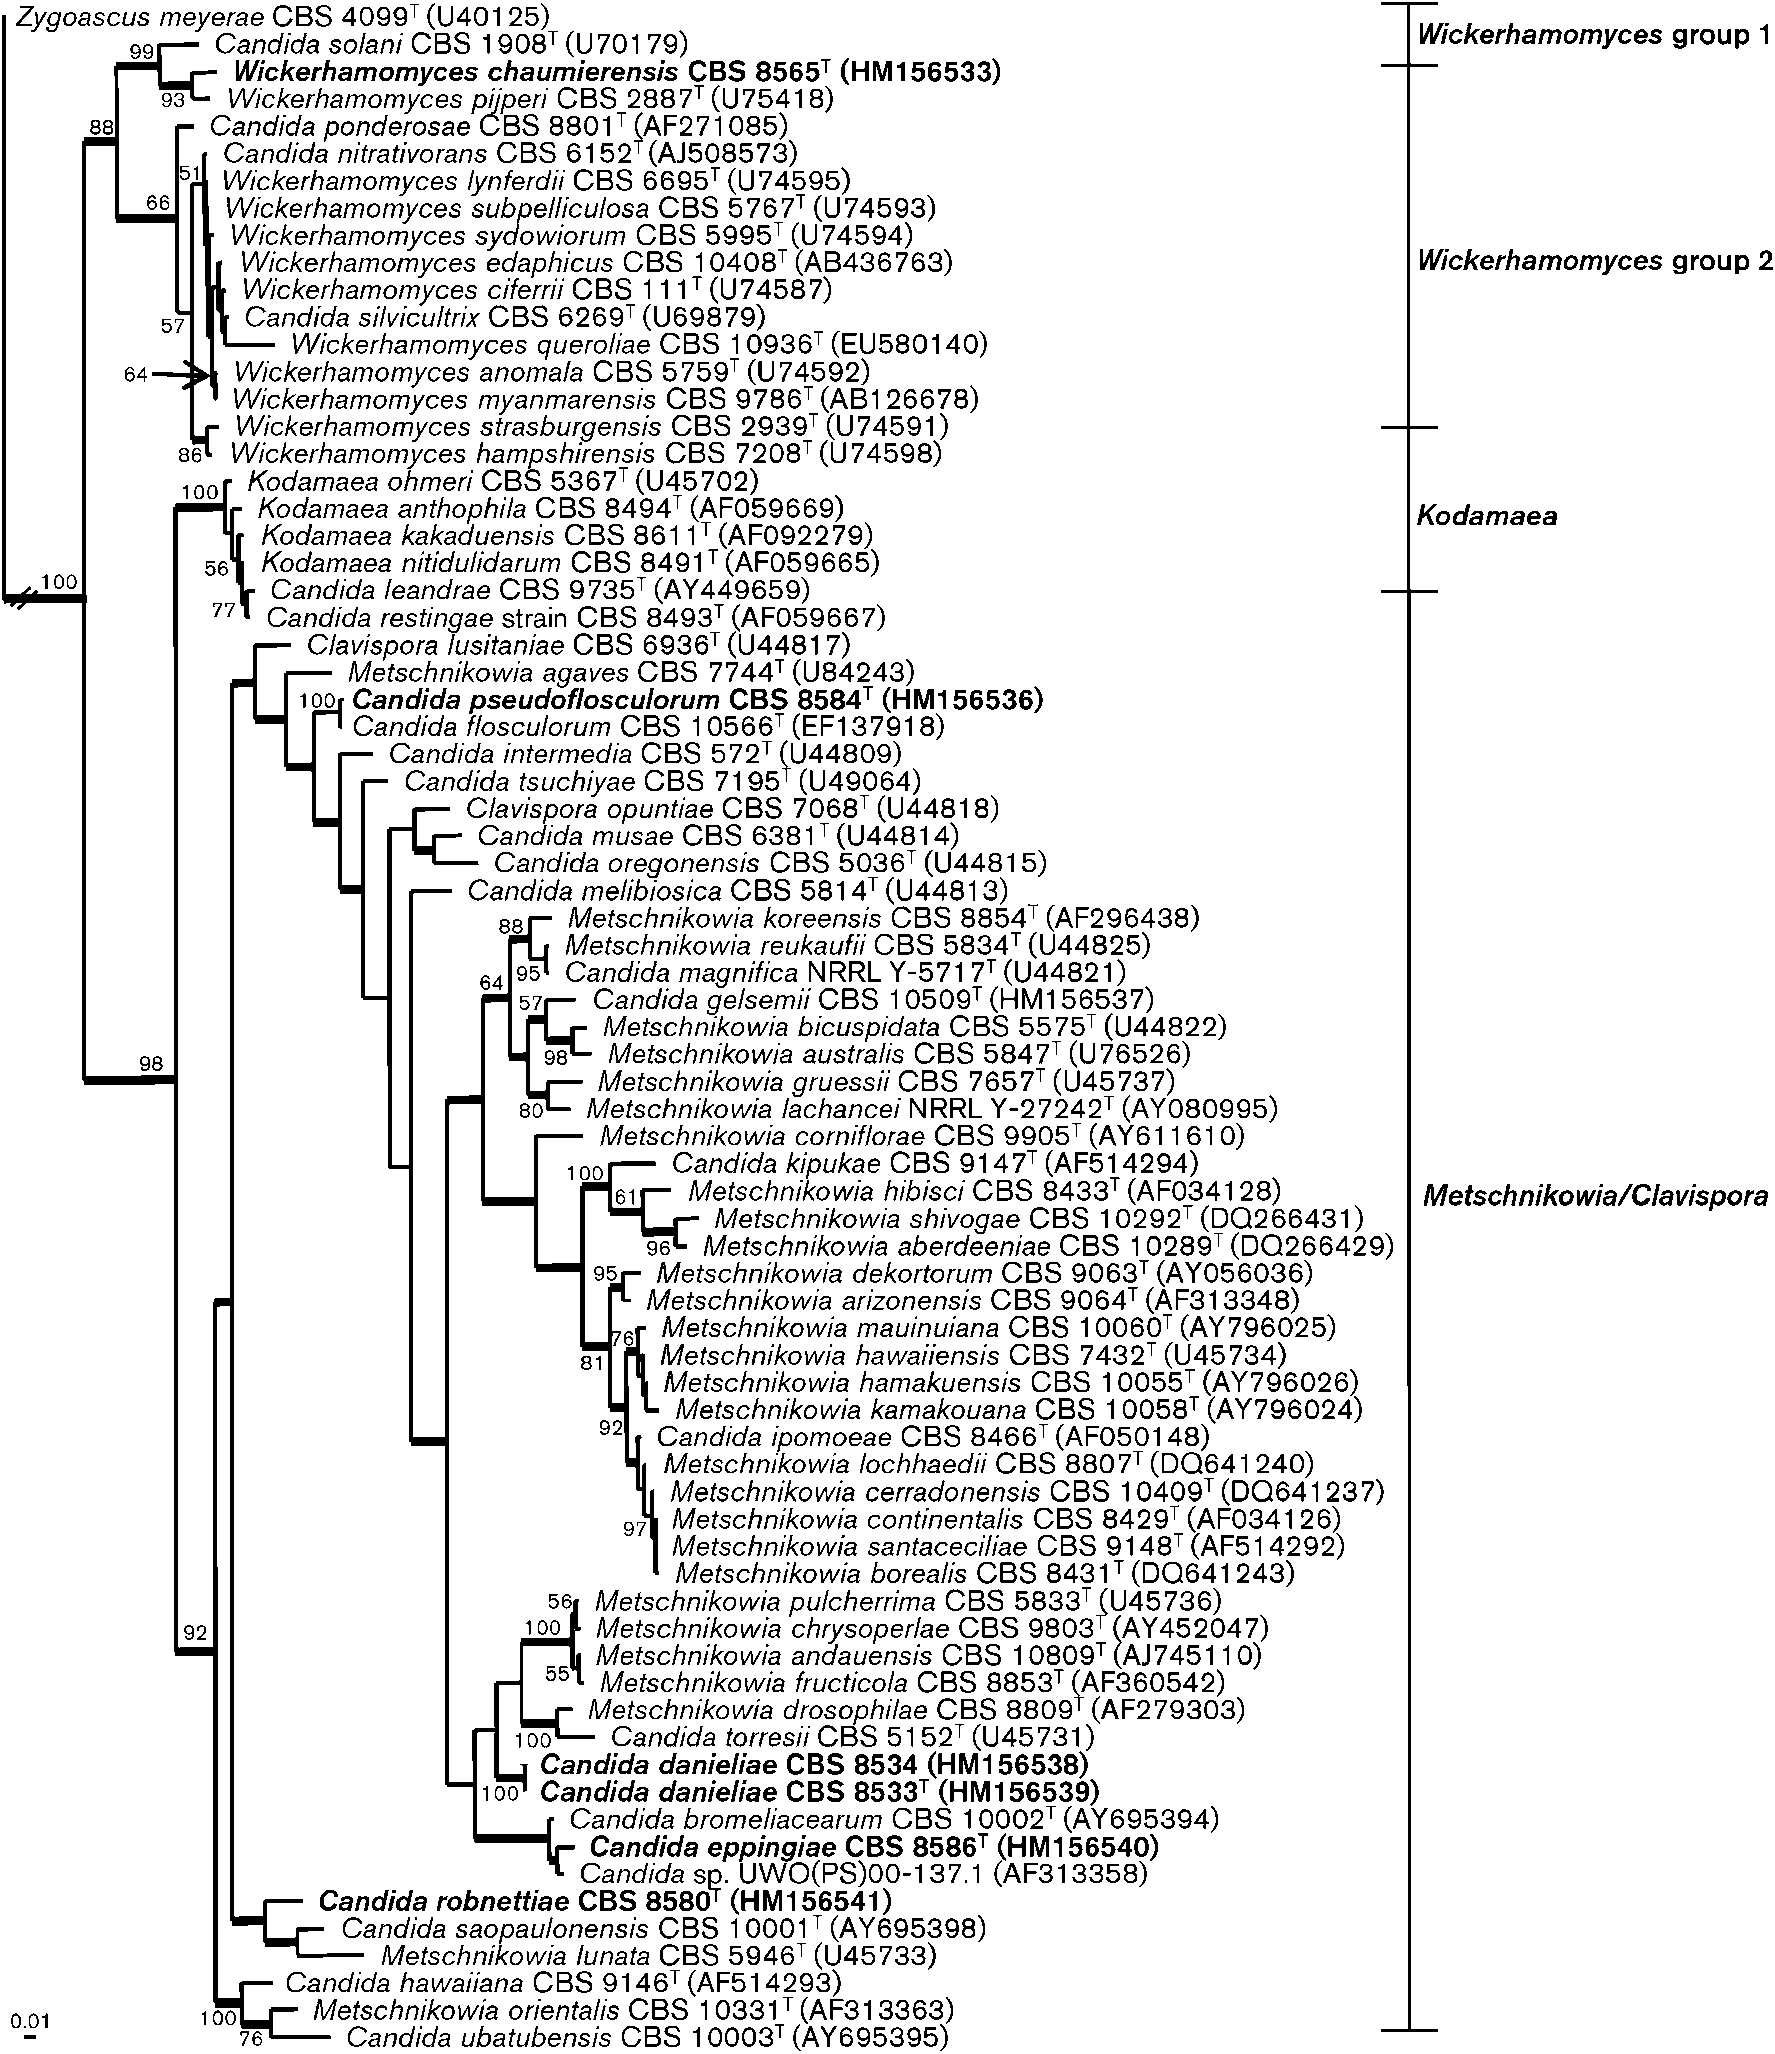 Zygoascus meyerae CBS 4099T (U40125)
Candida solani CBS 1908T (U70179)
Wickerhamomyces group 1
99
Wickerhamomyces chaumierensis CBS 8565T (HM156533)
93
Wickerhamomyces pijperi CBS 2887T (U75418)
88
Candida ponderosae CBS 8801T (AF271085)
Candida nitrativorans CBS 6152T (AJ508573)
51
Wickerhamomyces lynferdii CBS 6695T (U74595)
66
Wickerhamomyces subpelliculosa CBS 5767T (U74593)
Wickerhamomyces sydowiorum CBS 5995T (U74594)
Wickerhamomyces edaphicus CBS 10408T (AB436763)
Wickerhamomyces group 2
Wickerhamomyces ciferrii CBS 111T (U74587)
57
Candida silvicultrix CBS 6269T (U69879)
Wickerhamomyces queroliae CBS 10936T (EU580140)
64
Wickerhamomyces anomala CBS 5759T (U74592)
Wickerhamomyces myanmarensis CBS 9786T (AB126678)
Wickerhamomyces strasburgensis CBS 2939T (U74591)
86
Wickerhamomyces hampshirensis CBS 7208T (U74598)
Kodamaea ohmeri CBS 5367T (U45702)
100
Kodamaea anthophila CBS 8494T (AF059669)
Kodamaea
Kodamaea kakaduensis CBS 8611T (AF092279)
56
Kodamaea nitidulidarum CBS 8491T (AF059665)
100
Candida leandrae CBS 9735T (AY449659)
77
Candida restingae strain CBS 8493T (AF059667)
Clavispora lusitaniae CBS 6936T (U44817)
Metschnikowia agaves CBS 7744T (U84243)
100
Candida pseudoflosculorum CBS 8584T (HM156536)
Candida flosculorum CBS 10566T (EF137918)
Candida intermedia CBS 572T (U44809)
Candida tsuchiyae CBS 7195T (U49064)
Clavispora opuntiae CBS 7068T (U44818)
Candida musae CBS 6381T (U44814)
Candida oregonensis CBS 5036T (U44815)
Candida melibiosica CBS 5814T (U44813)
Metschnikowia koreensis CBS 8854T (AF296438)
88
Metschnikowia reukaufii CBS 5834T (U44825)
95
Candida magnifica NRRL Y-5717T (U44821)
64
57
Candida gelsemii CBS 10509T (HM156537)
Metschnikowia bicuspidata CBS 5575T (U44822)
98
Metschnikowia australis CBS 5847T (U76526)
98
Metschnikowia gruessii CBS 7657T (U45737)
80
Metschnikowia lachancei NRRL Y-27242T (AY080995)
Metschnikowia corniflorae CBS 9905T (AY611610)
Candida kipukae CBS 9147T (AF514294)
100
Metschnikowia hibisci CBS 8433T (AF034128)
61
Metschnikowia/Clavispora
Metschnikowia shivogae CBS 10292T (DQ266431)
96
Metschnikowia aberdeeniae CBS 10289T (DQ266429)
95
Metschnikowia dekortorum CBS 9063T (AY056036)
Metschnikowia arizonensis CBS 9064T (AF313348)
Metschnikowia mauinuiana CBS 10060T (AY796025)
76
Metschnikowia hawaiiensis CBS 7432T (U45734)
81
Metschnikowia hamakuensis CBS 10055T (AY796026)
Metschnikowia kamakouana CBS 10058T (AY796024)
92
Candida ipomoeae CBS 8466T (AF050148)
Metschnikowia lochhaedii CBS 8807T (DQ641240)
Metschnikowia cerradonensis CBS 10409T (DQ641237)
97
Metschnikowia continentalis CBS 8429T (AF034126)
Metschnikowia santaceciliae CBS 9148T (AF514292)
Metschnikowia borealis CBS 8431T (DQ641243)
56
Metschnikowia pulcherrima CBS 5833T (U45736)
100
92
Metschnikowia chrysoperlae CBS 9803T (AY452047)
Metschnikowia andauensis CBS 10809T (AJ745110)
55
Metschnikowia fructicola CBS 8853T (AF360542)
Metschnikowia drosophilae CBS 8809T (AF279303)
100
Candida torresii CBS 5152T (U45731)
Candida danieliae CBS 8534 (HM156538)
100
Candida danieliae CBS 8533T (HM156539)
Candida bromeliacearum CBS 10002T (AY695394)
Candida eppingiae CBS 8586T (HM156540)
Candida sp. UWO(PS)00-137.1 (AF313358)
Candida robnettiae CBS 8580T (HM156541)
Candida saopaulonensis CBS 10001T (AY695398)
Metschnikowia lunata CBS 5946T (U45733)
Candida hawaiiana CBS 9146T (AF514293)
100
Metschnikowia orientalis CBS 10331T (AF313363)
0.01
76
Candida ubatubensis CBS 10003T (AY695395)